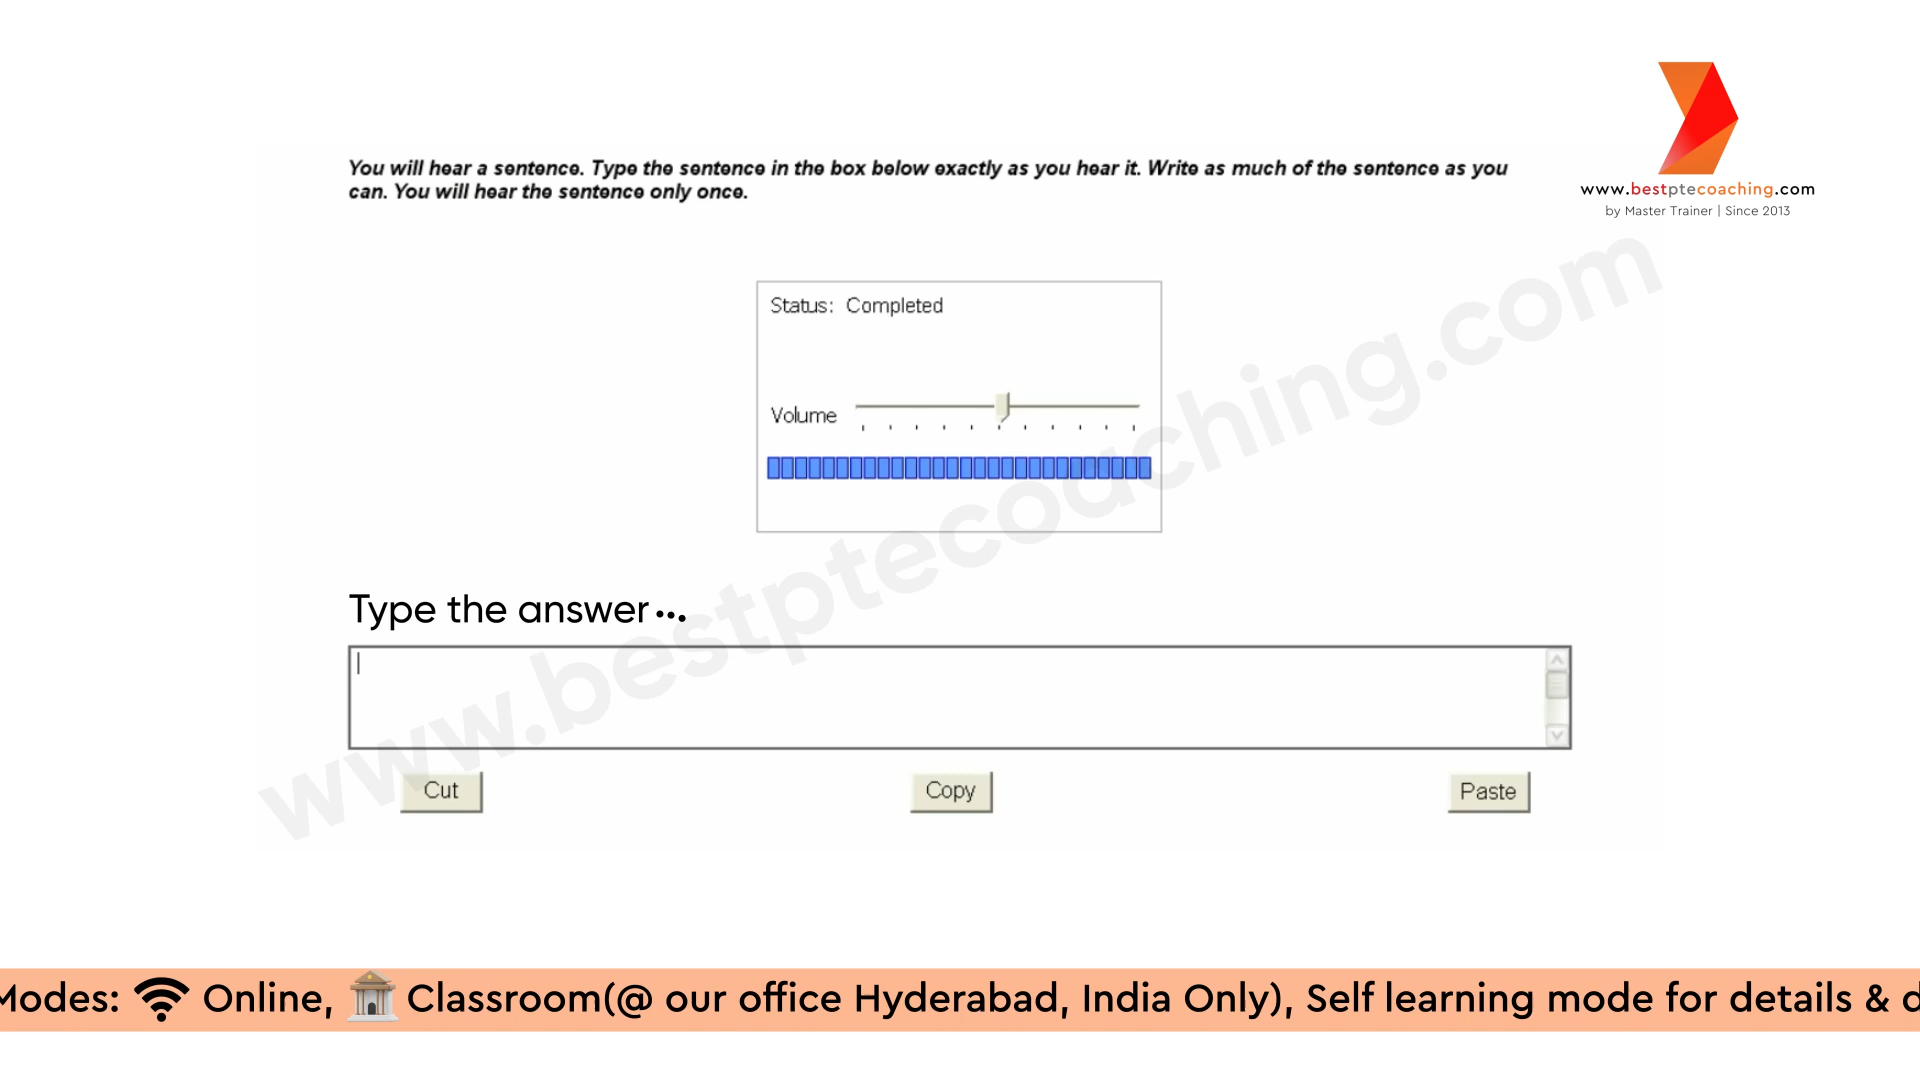 You will hear a sentence. Type the sentence in the box below exactly as you hear it. Write as much of the sentence as you
can. You will hear the sentence only once.
www.bestptecoaching.com
by Master Trainer | Since 2013
Status: Completed
Volume
www.bestptecoaching.com
Type the answer...
Cut
Copy
Paste
Modes: Online, Classroom(@ our office Hyderabad, India Only), Self learning mode for details & d